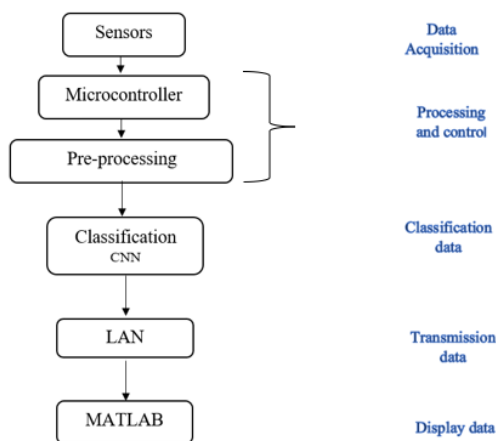 Sensors
Data
Acquisition
Microcontroller
Processing
and control
Pre-processing
Classification
CNN
Classification
data
LAN
Transmission
data
MATLAB
Display data